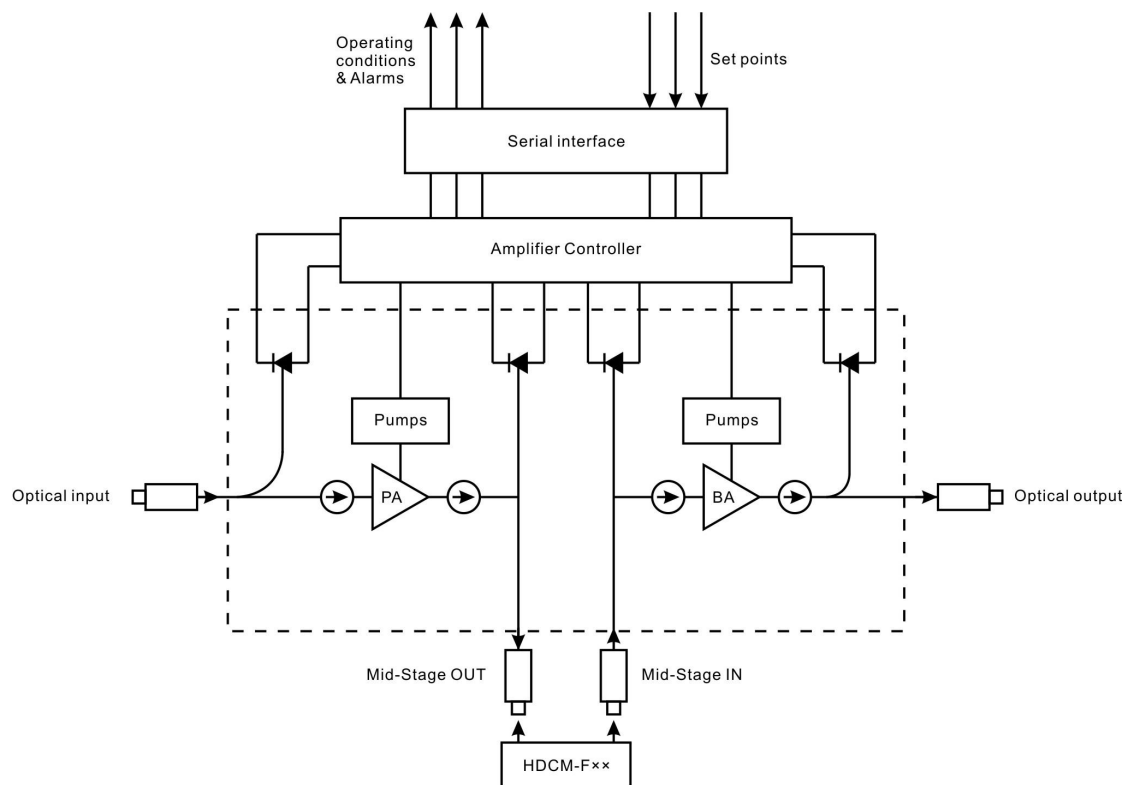 Operating
conditions
& Alarms
Set points
Serial interface
Amplifier Controller
Pumps
Pumps
Optical input
PA
BA
Optical output
Mid-Stage OUT
Mid-Stage IN
HDCM-F××